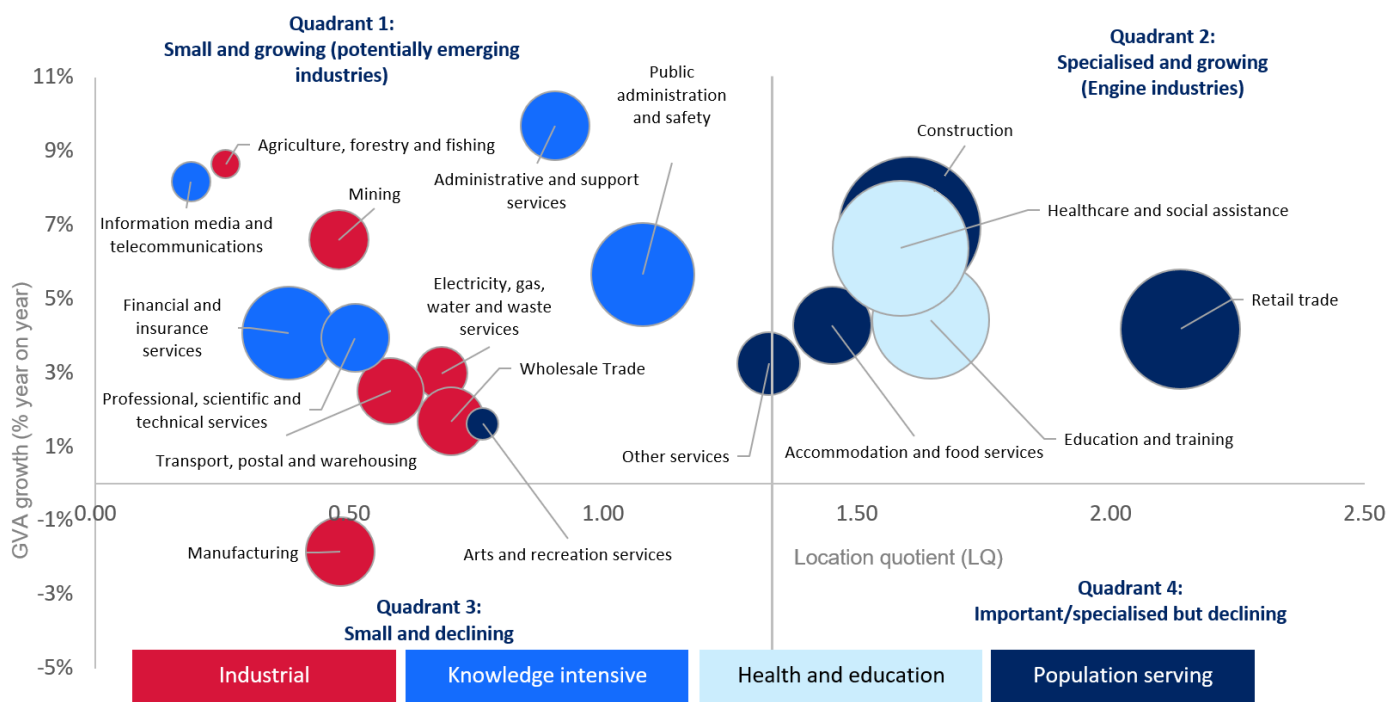 Quadrant 1:
Small and growing (potentially emerging
industries)
Quadrant 2:
Specialised and growing
(Engine industries)
11%
9%
7%
5%
3%
1%
-1%
-3%
-5%
GVA growth (% year on year)
Public
administration
and safety
Construction
Agriculture, forestry and fishing
Administrative and support
services
Mining
Information media and
telecommunications
Healthcare and social assistance
Electricity, gas,
water and waste
services
Financial and
insurance
services
Retail trade
Wholesale Trade
Professional, scientific and
technical services
Transport, postal and warehousing
Other services
Accommodation and food services
Education and training
0.00
0.50
1.00
1.50
2.00
2.50
Manufacturing
Arts and recreation services
Location quotient (LQ)
Quadrant 3:
Small and declining
Quadrant 4:
Important/specialised but declining
Industrial
Knowledge intensive
Health and education
Population serving